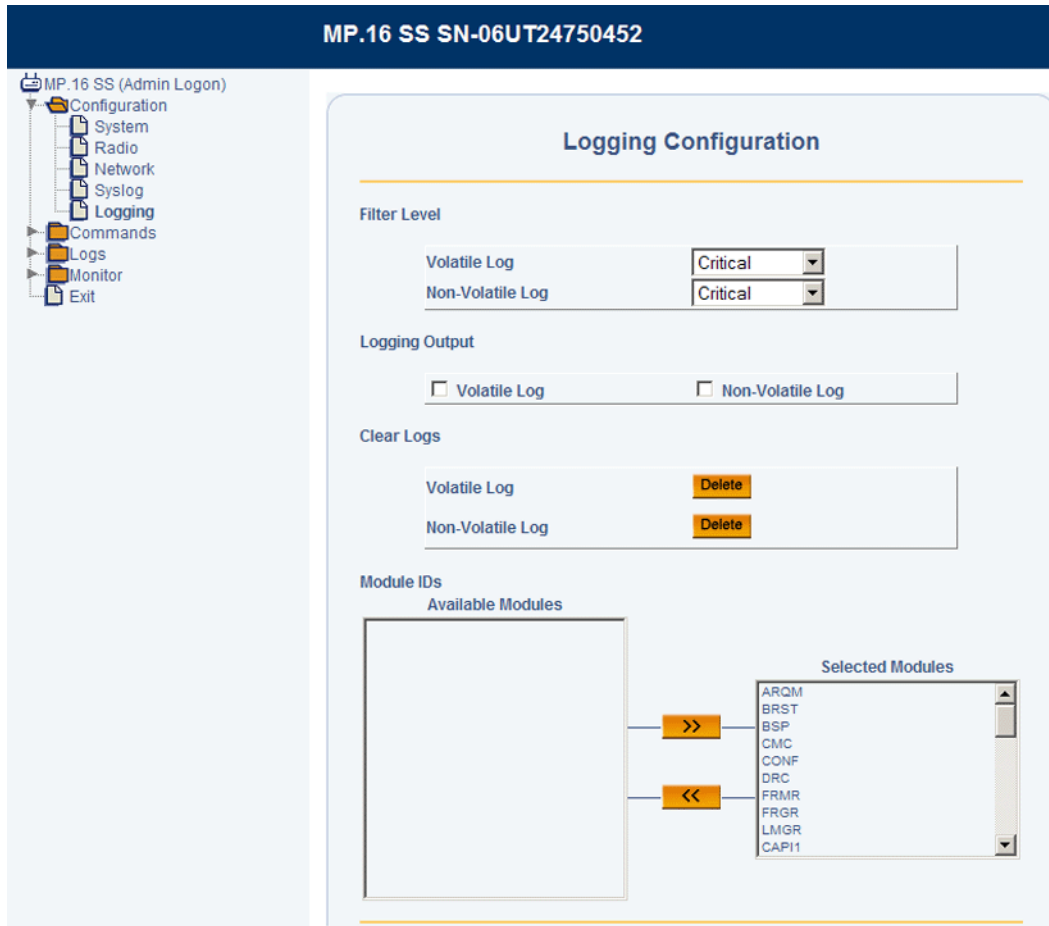 MP.16 SS SN-06UT24750452
MP.16 SS (Admin Logon)
Configuration
System
Radio
Network
Syslog
Logging
Commands
Logs
Monitor
Exit
Logging Configuration
Filter Level
Volatile Log Critical
Non-Volatile Log Critical
Logging Output
Volatile Log Non-Volatile Log
Clear Logs
Volatile Log Delete
Non-Volatile Log Delete
Module IDs
Available Modules
>>
<<
Selected Modules
ARQM
BRST
BSP
CMC
CONF
DRC
FRMR
FRGR
LMGR
CAPI1